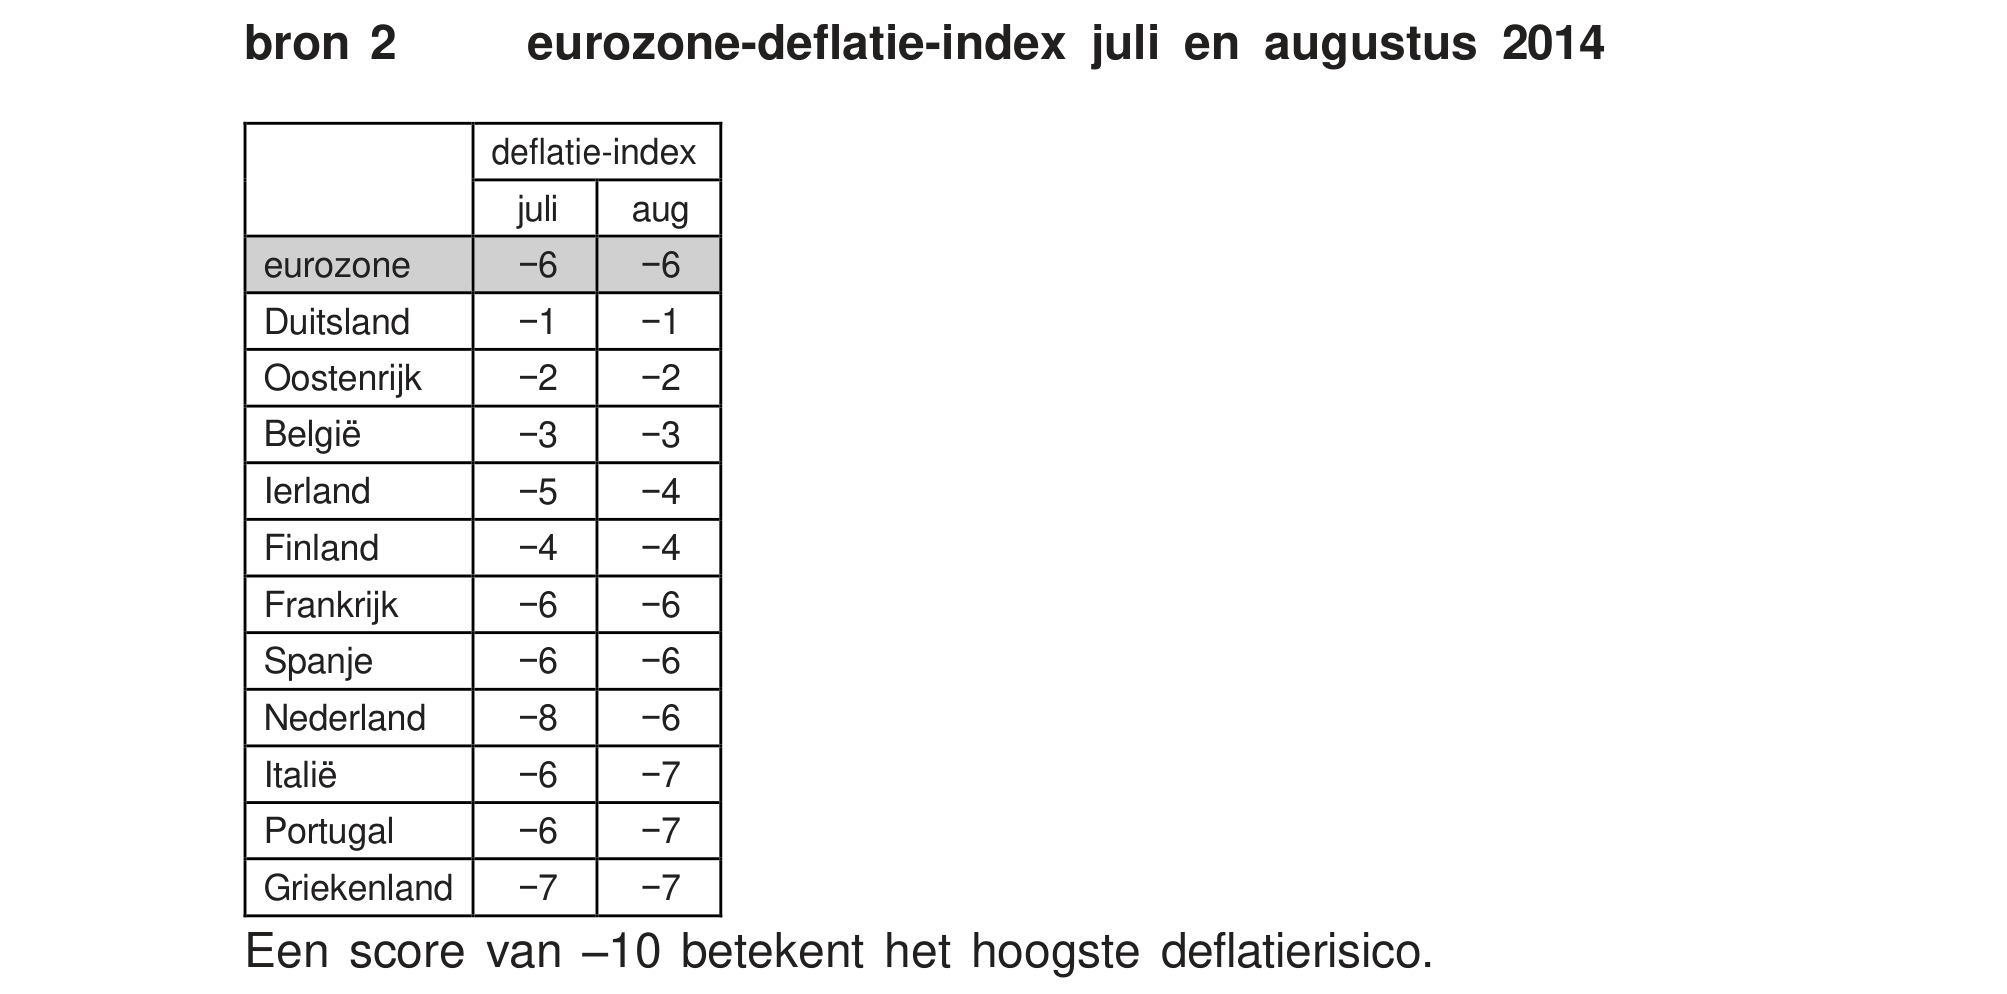 bron 2 eurozone-deflatie-index juli en augustus 2014
deflatie-index
juli aug
eurozone −6 −6
Duitsland −1 −1
Oostenrijk −2 −2
België −3 −3
Ierland −5 −4
Finland −4 −4
Frankrijk −6 −6
Spanje −6 −6
Nederland −8 −6
Italië −6 −7
Portugal −6 −7
Griekenland −7 −7
Een score van –10 betekent het hoogste deflatierisico.